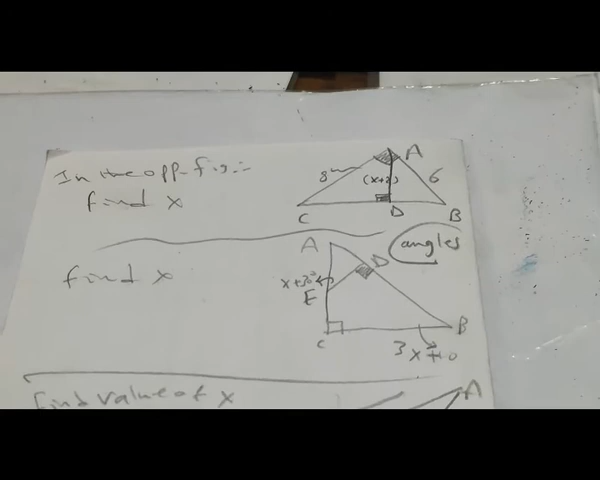 In the opp. fig:-
find x
A
8
(x+2)
6
C
D
B
angles
find x
A
D
x+30°
E
C
B
3x+10
find value of x
A